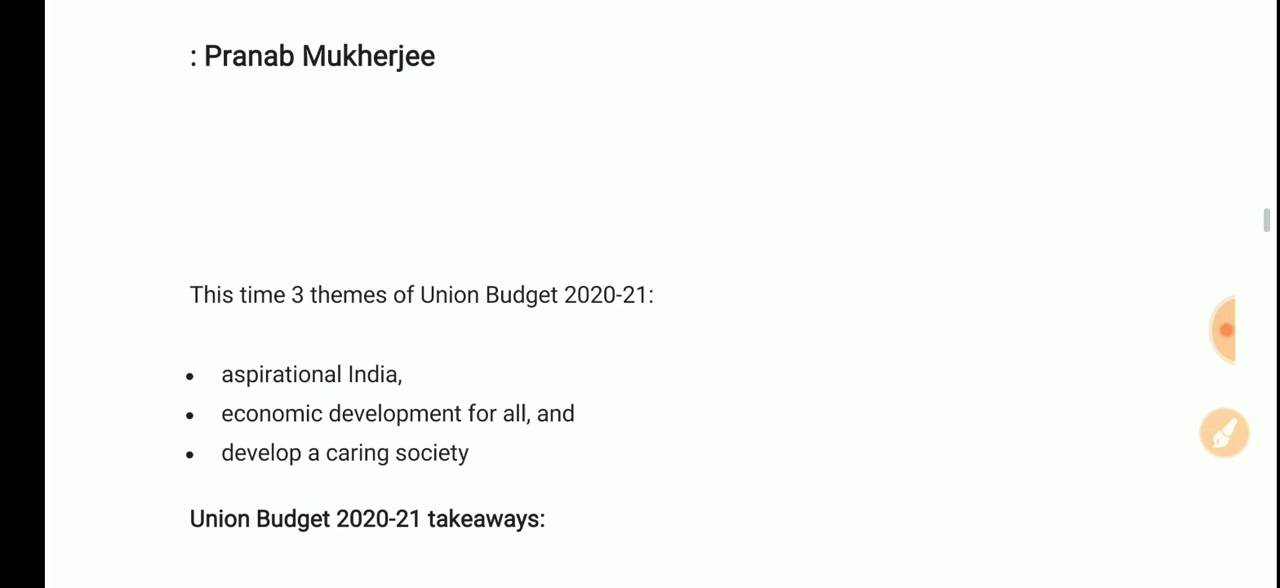 : Pranab Mukherjee
This time 3 themes of Union Budget 2020-21:
• aspirational India,
• economic development for all, and
• develop a caring society
Union Budget 2020-21 takeaways: